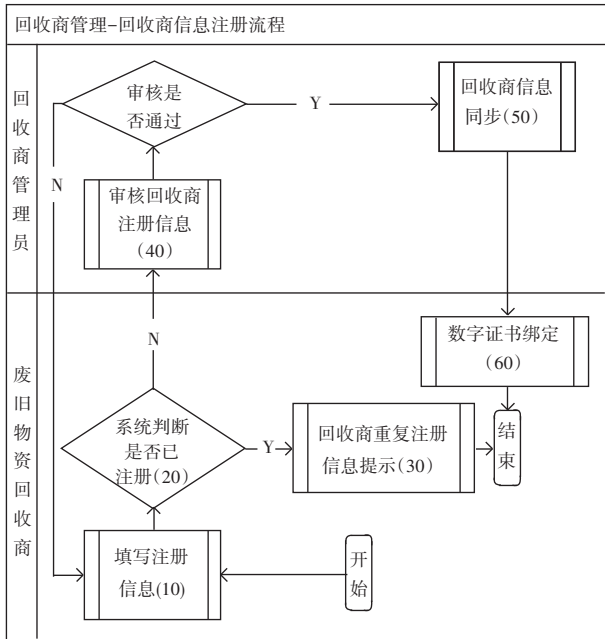 回收商管理-回收商信息注册流程
回收商管理员
审核是
否通过
Y
回收商信息
同步(50)
N
审核回收商
注册信息
(40)
废旧物资回收商
N
数字证书绑定
(60)
系统判断
是否已
注册(20)
Y
回收商重复注册
信息提示(30)
结束
填写注册
信息(10)
开始